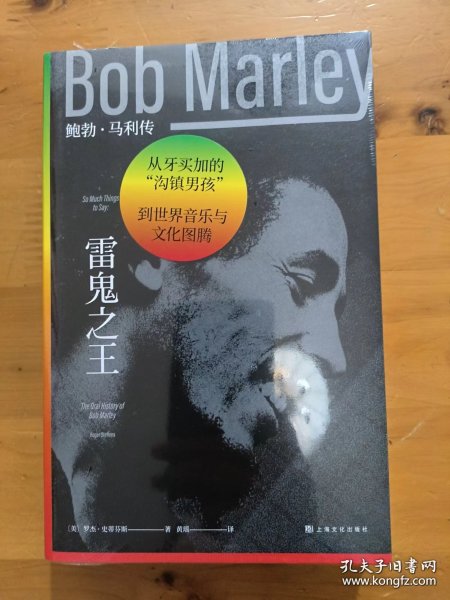 Bob Marley
鲍勃·马利传
从牙买加的
“沟镇男孩”
到世界音乐与
文化图腾
So Much Things
to Say:
雷鬼之王
The Oral History of
Bob Marley
Roger Steffens
〔美〕罗杰·史蒂芬斯——著 黄瑶——译
上海文化出版社
孔夫子旧书网
www.kongfz.com